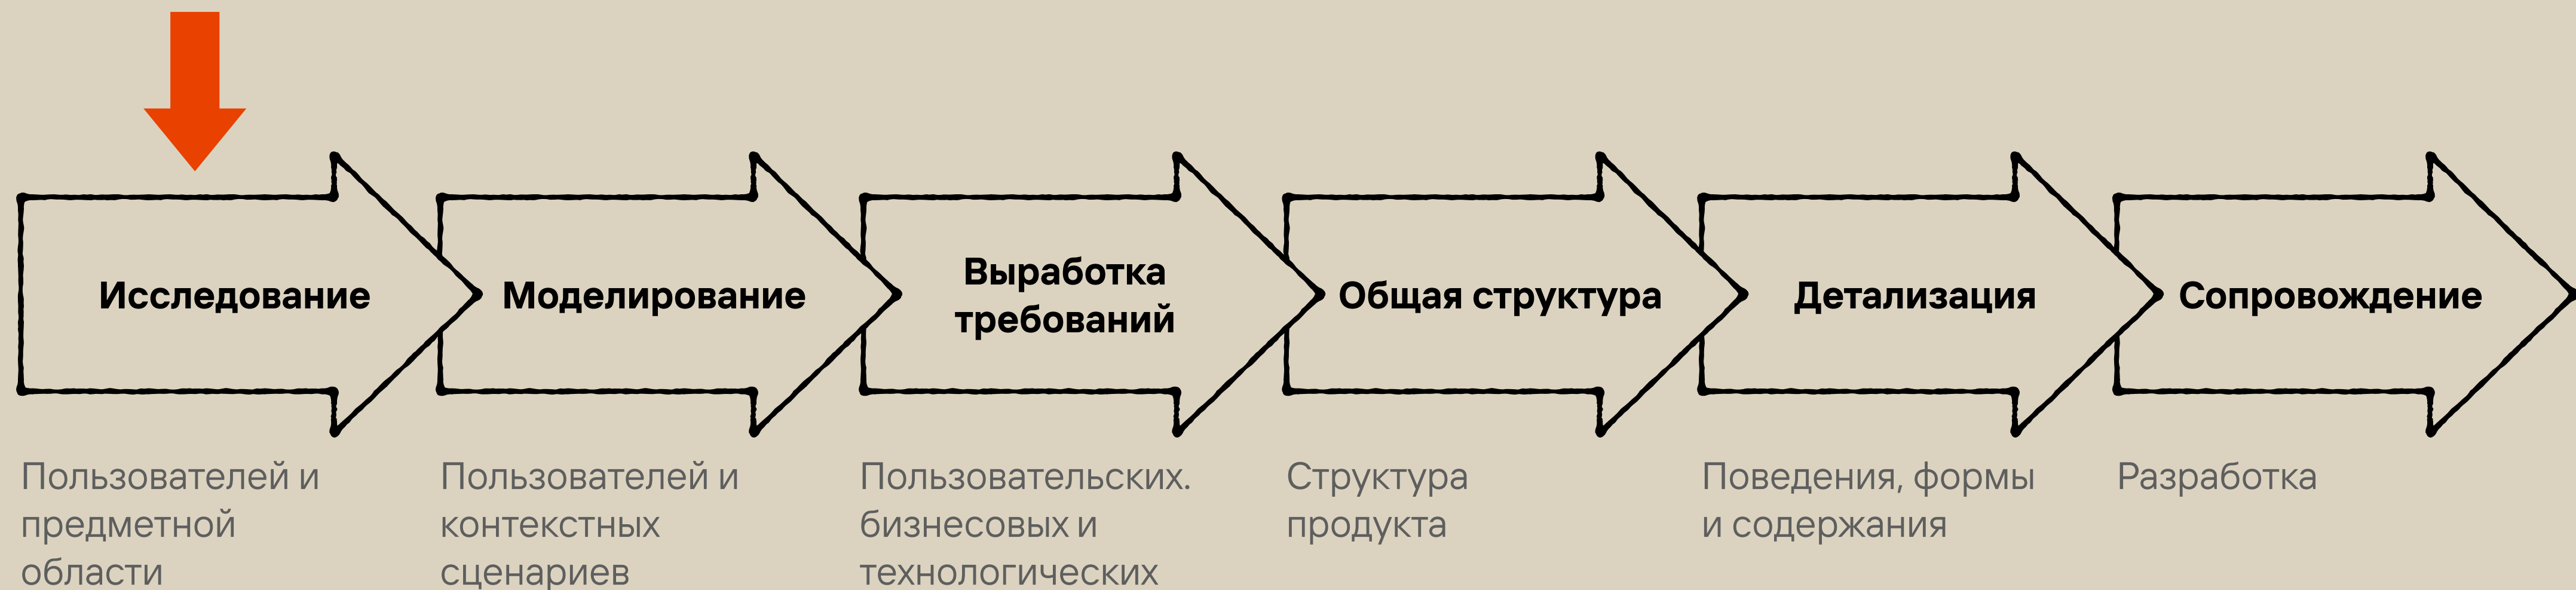 Исследование
Моделирование
Выработка
требований
Общая структура
Детализация
Сопровождение
Пользователей и
предметной
области
Пользователей и
контекстных
сценариев
Пользовательских.
бизнесовых и
технологических
Структура
продукта
Поведения, формы
и содержания
Разработка